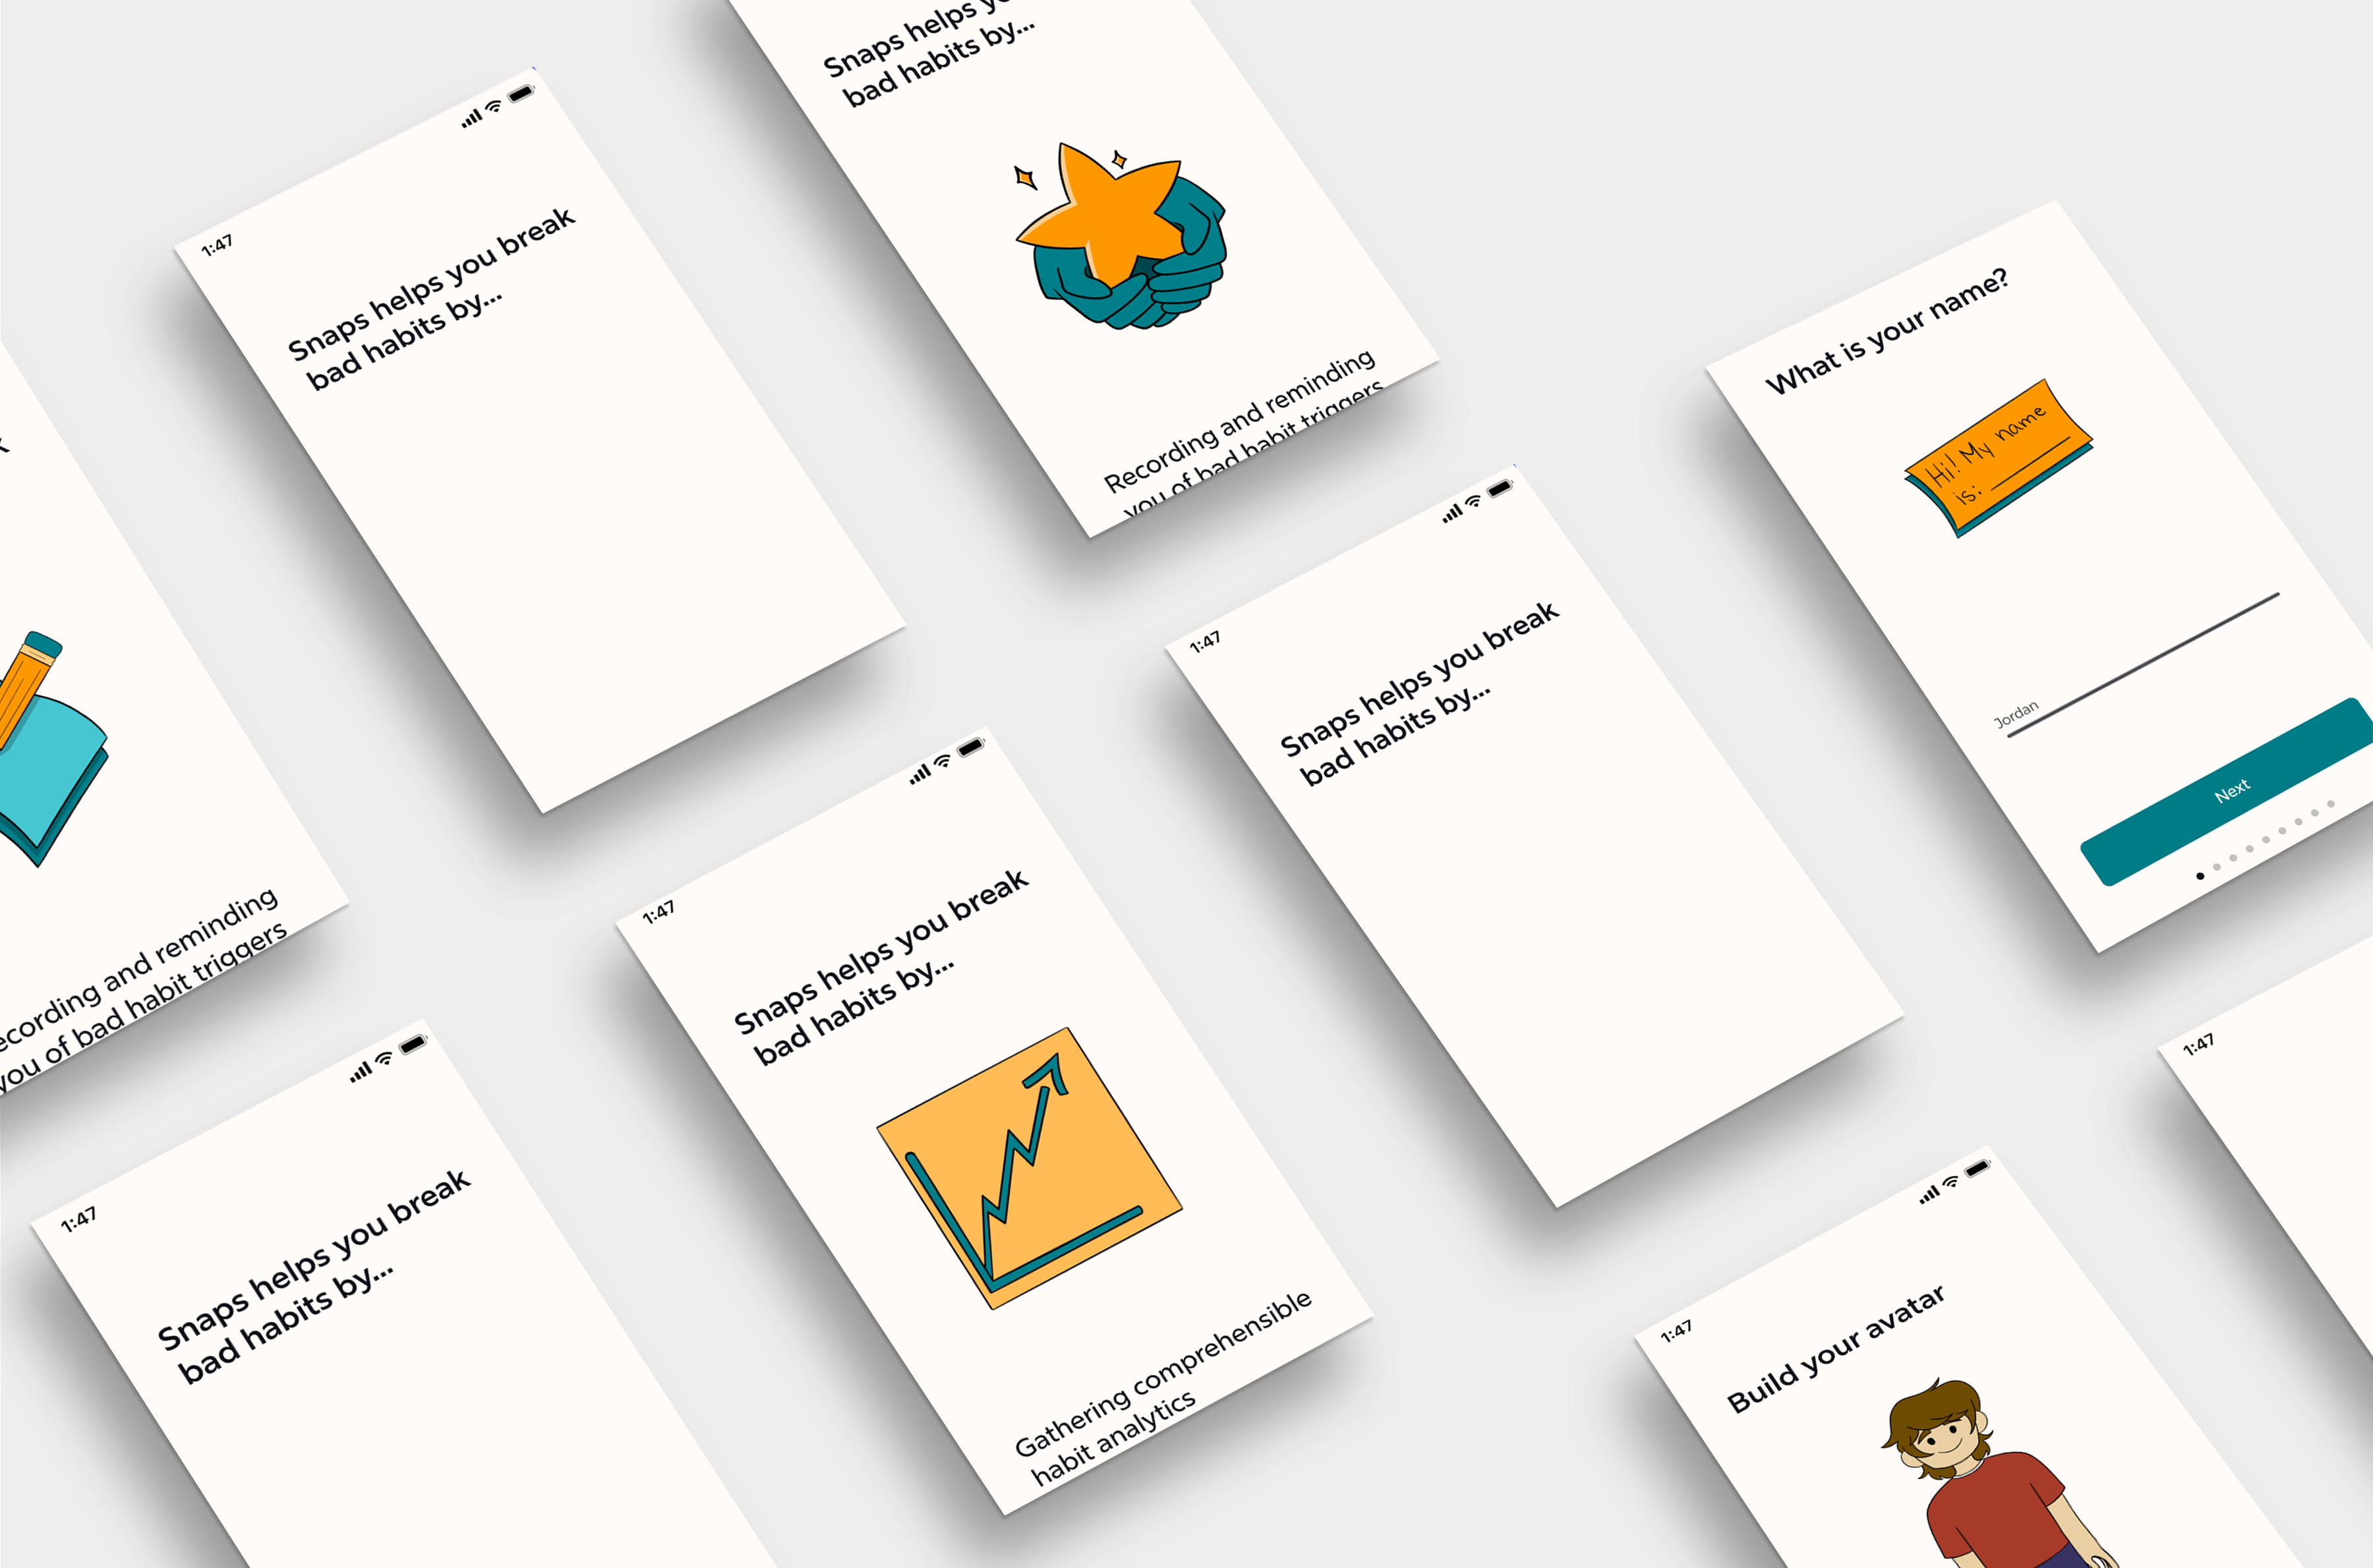 Snaps helps
bad habits by...
Recording and reminding
you of bad habit triggers
1:47
Snaps helps you break
bad habits by...
What is your name?
Hi! My name
is:
Jordan
Next
you of bad habit triggers
and reminding
1:47
Snaps helps you break
bad habits by...
1:47
Snaps helps you break
bad habits by...
Gathering comprehensible
habit analytics
1:47
Snaps helps you break
bad habits by...
1:47
Build your avatar
1:47